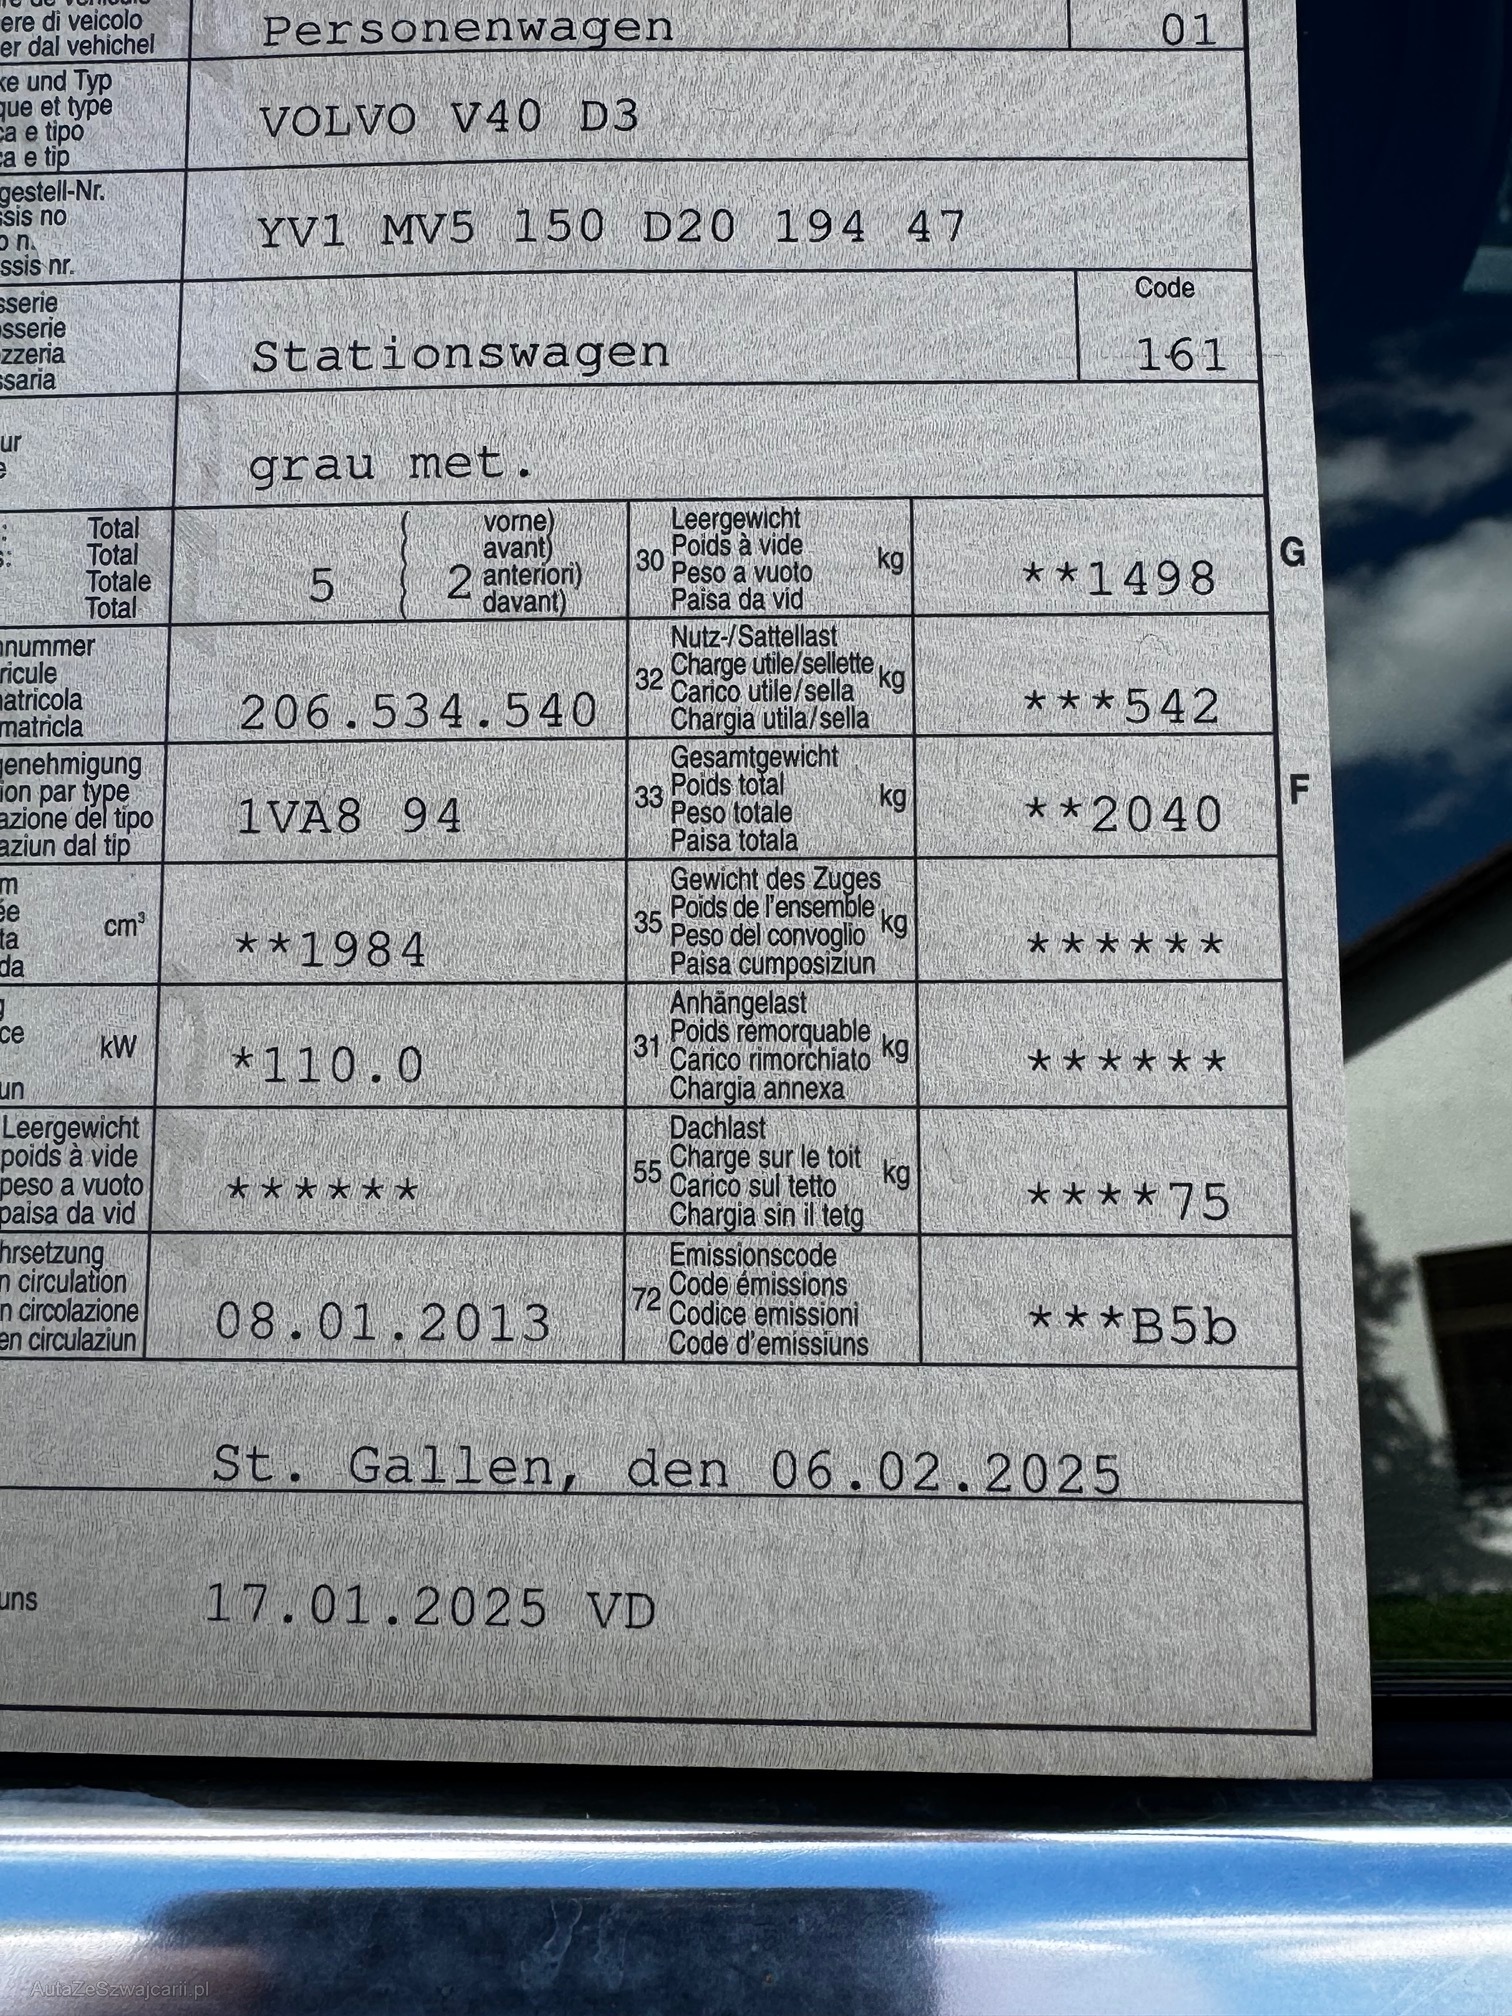 ere di veicolo
er dal vehichel
Personenwagen
01
ke und Typ
que et type
ca e tipo
ca e tip
VOLVO V40 D3
gestell-Nr.
ssis no
o n.
ssis nr.
YV1 MV5 150 D20 194 47
sserie
osserie
zzeria
ssaria
Stationswagen
Code
161
ur
e
grau met.
: Total
s: Total
Totale
Total
5
2
vorne)
avant)
anteriori)
davant)
30
Leergewicht
Poids à vide
Peso a vuoto
Paisa da vid
kg
**1498
G
nnummer
ricule
matricola
matricla
206.534.540
32
Nutz-/Sattellast
Charge utile/sellette
Carico utile/sella
Chargia utila/sella
kg
***542
genehmigung
ion par type
azione del tipo
aziun dal tip
1VA8 94
33
Gesamtgewicht
Poids total
Peso totale
Paisa totala
kg
**2040
F
m
ée
ta
da
cm³
**1984
35
Gewicht des Zuges
Poids de l'ensemble
Peso del convoglio
Paisa cumposiziun
kg
******
g
ce
un
kW
*110.0
31
Anhängelast
Poids remorquable
Carico rimorchiato
Chargia annexa
kg
******
Leergewicht
poids à vide
peso a vuoto
paisa da vid
******
55
Dachlast
Charge sur le toit
Carico sul tetto
Chargia sin il tetg
kg
****75
hrsetzung
n circulation
n circolazione
en circulaziun
08.01.2013
72
Emissionscode
Code émissions
Codice emissioni
Code d'emissiuns
***B5b
St. Gallen, den 06.02.2025
uns
17.01.2025 VD
AutaZeSzwajcarii.pl